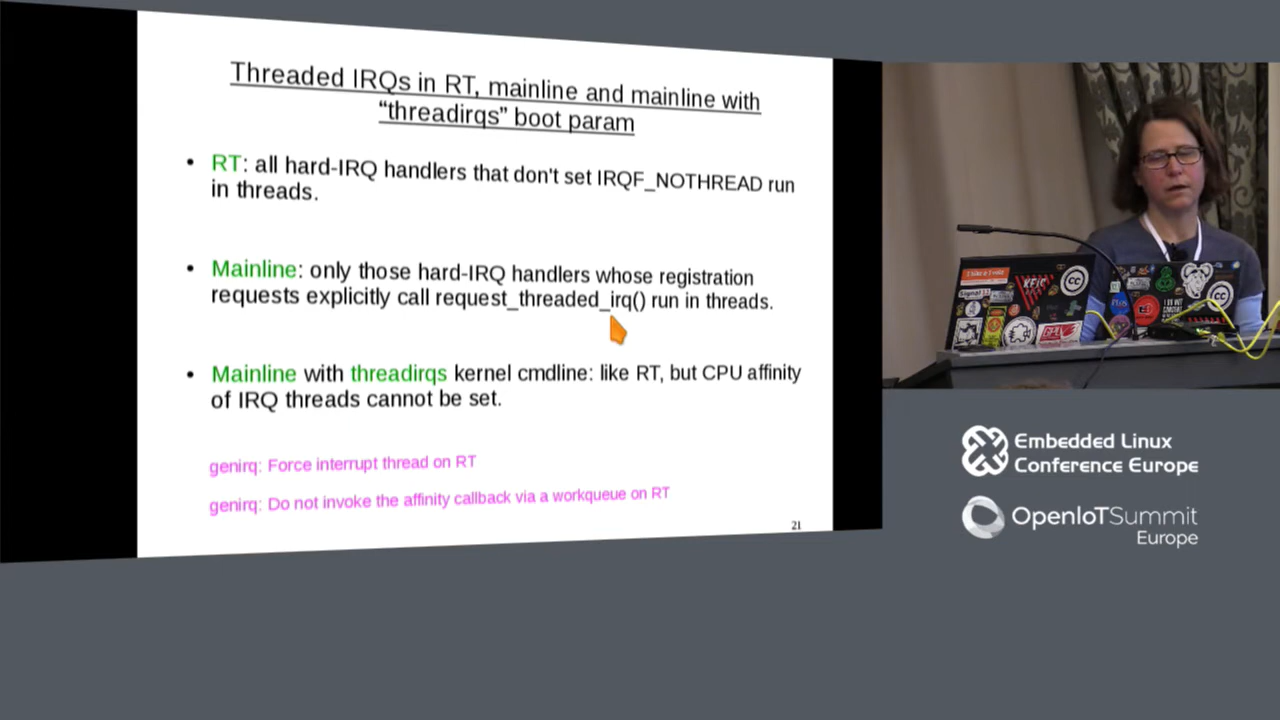 Threaded IRQs in RT, mainline and mainline with
“threadirqs” boot param
• RT: all hard-IRQ handlers that don't set IRQF_NOTHREAD run
in threads.
• Mainline: only those hard-IRQ handlers whose registration
requests explicitly call request_threaded_irq() run in threads.
• Mainline with threadirqs kernel cmdline: like RT, but CPU affinity
of IRQ threads cannot be set.
genirq: Force interrupt thread on RT
genirq: Do not invoke the affinity callback via a workqueue on RT
21
Embedded Linux
Conference Europe
OpenIoTSummit
Europe